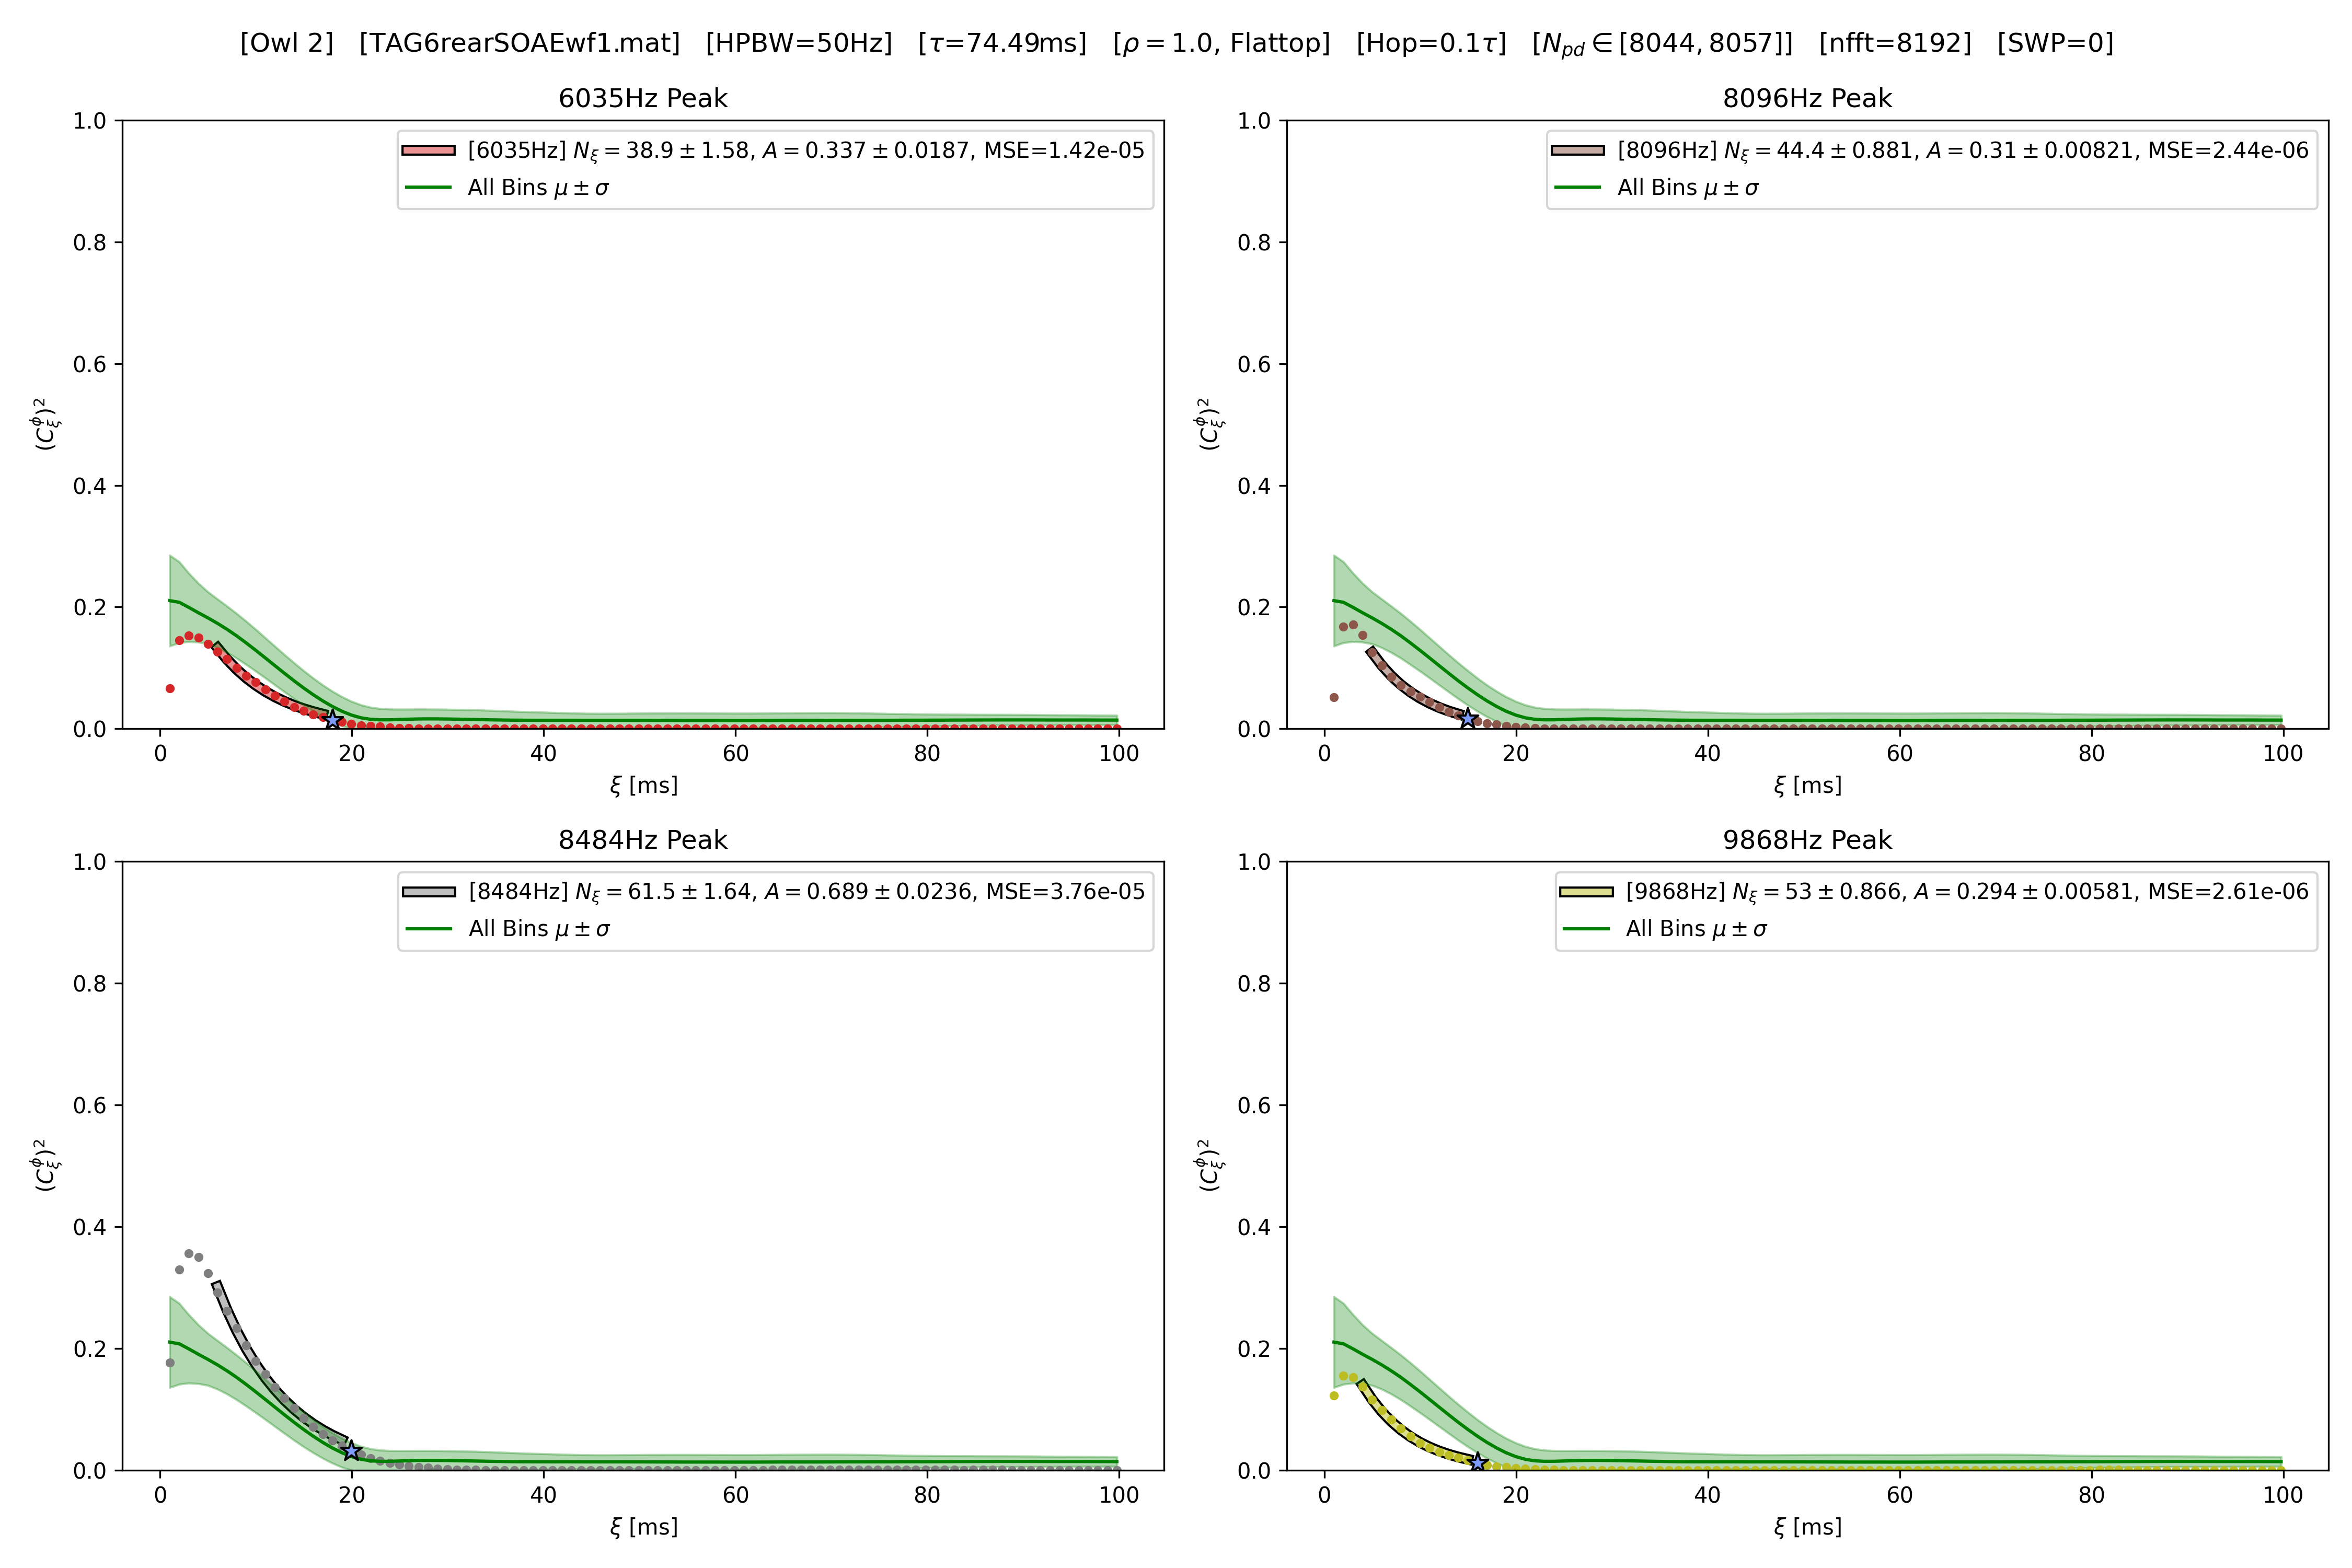 [Owl 2] [TAG6rearSOAEwf1.mat] [HPBW=50Hz] [τ=74.49ms] [ρ = 1.0, Flattop] [Hop=0.1τ] [N_pd ∈ [8044, 8057]] [nfft=8192] [SWP=0]
6035Hz Peak
[6035Hz] N_ξ = 38.9 ± 1.58, A = 0.337 ± 0.0187, MSE=1.42e-05
All Bins μ ± σ
1.0
0.8
0.6
0.4
0.2
0.0
(C_ξ^ϕ)²
0 20 40 60 80 100
ξ [ms]
8096Hz Peak
[8096Hz] N_ξ = 44.4 ± 0.881, A = 0.31 ± 0.00821, MSE=2.44e-06
All Bins μ ± σ
1.0
0.8
0.6
0.4
0.2
0.0
(C_ξ^ϕ)²
0 20 40 60 80 100
ξ [ms]
8484Hz Peak
[8484Hz] N_ξ = 61.5 ± 1.64, A = 0.689 ± 0.0236, MSE=3.76e-05
All Bins μ ± σ
1.0
0.8
0.6
0.4
0.2
0.0
(C_ξ^ϕ)²
0 20 40 60 80 100
ξ [ms]
9868Hz Peak
[9868Hz] N_ξ = 53 ± 0.866, A = 0.294 ± 0.00581, MSE=2.61e-06
All Bins μ ± σ
1.0
0.8
0.6
0.4
0.2
0.0
(C_ξ^ϕ)²
0 20 40 60 80 100
ξ [ms]